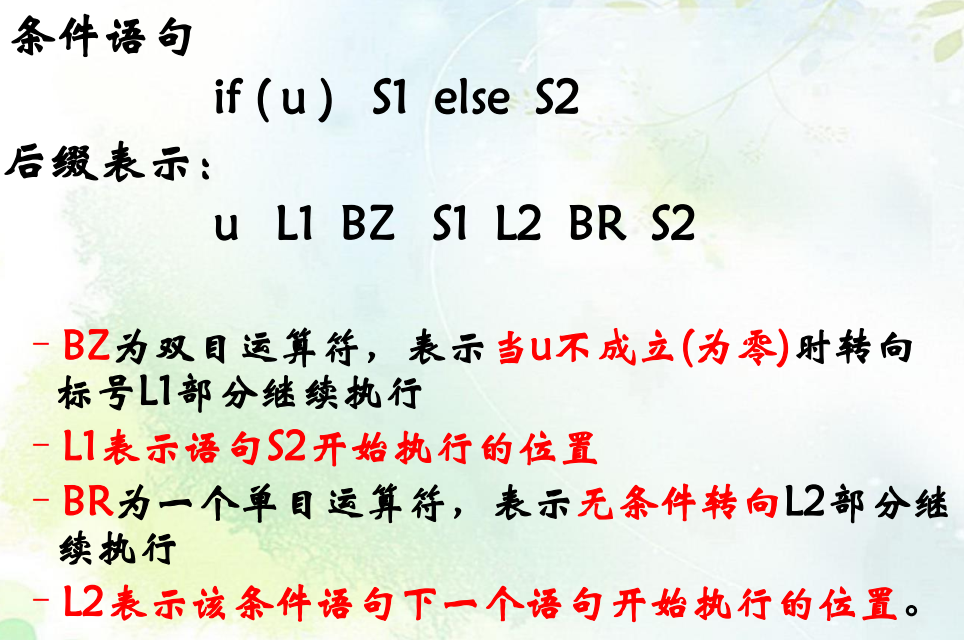 条件语句
if ( u ) S1 else S2
后缀表示：
u L1 BZ S1 L2 BR S2
- BZ为双目运算符，表示当u不成立(为零)时转向
标号L1部分继续执行
- L1表示语句S2开始执行的位置
- BR为一个单目运算符，表示无条件转向L2部分继
续执行
- L2表示该条件语句下一个语句开始执行的位置。